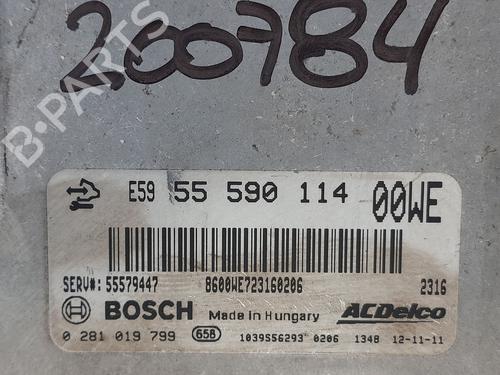 200784
B-PARTS
E59 55 590 114 00WE
SERV#: 55579447 8600WE723160206 2316
BOSCH Made in Hungary ACDelco
0 281 019 799 658 1039S56293 0206 1348 12-11-11